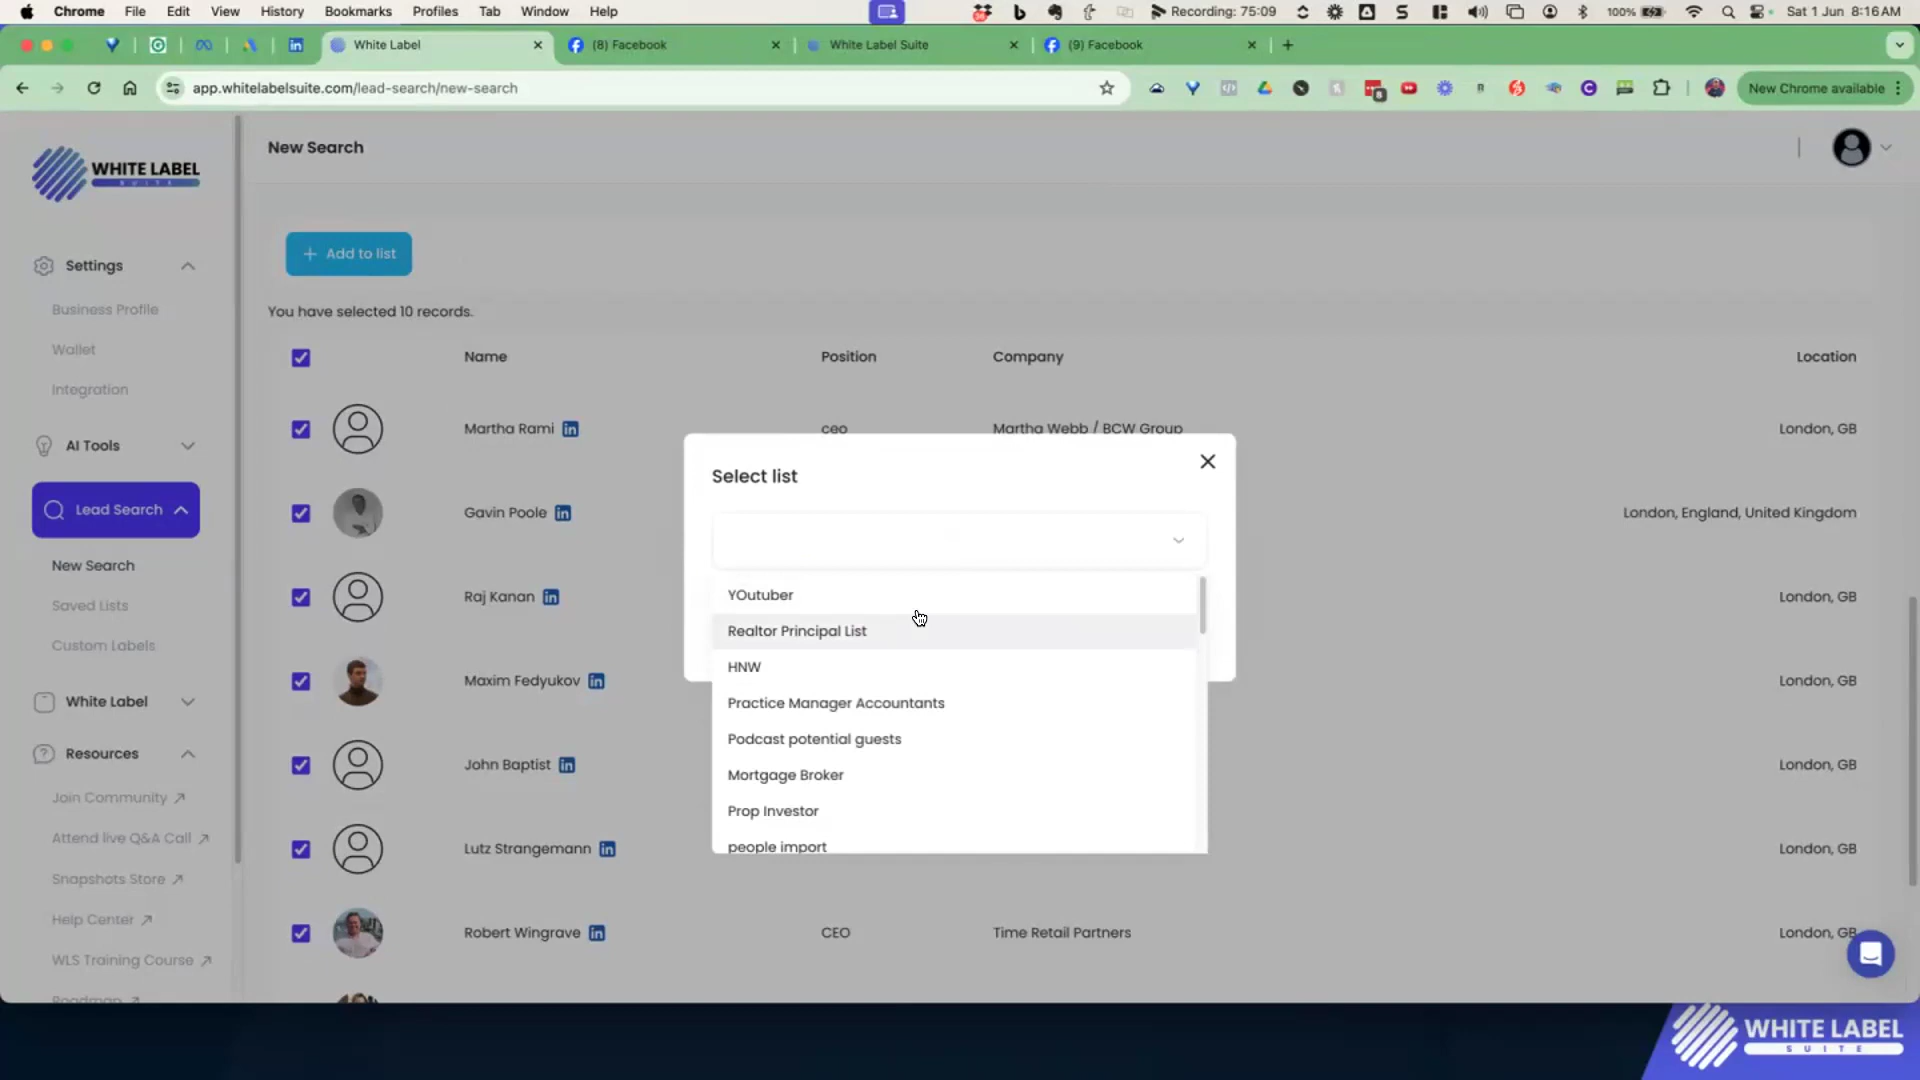 Chrome File Edit View History Bookmarks Profiles Tab Window Help Recording: 75:09 100% Sat 1 Jun 8:16 AM
White Label (8) Facebook White Label Suite (9) Facebook
app.whitelabelsuite.com/lead-search/new-search New Chrome available
WHITE LABEL
SUITE
New Search
Settings
Business Profile
Wallet
Integration
AI Tools
Lead Search
New Search
Saved Lists
Custom Labels
White Label
Resources
Join Community
Attend live Q&A Call
Snapshots Store
Help Center
WLS Training Course
Roadmap
+ Add to list
You have selected 10 records.
Name Position Company Location
Martha Rami ceo Martha Webb / BCW Group London, GB
Gavin Poole London, England, United Kingdom
Raj Kanan London, GB
Maxim Fedyukov London, GB
John Baptist London, GB
Lutz Strangemann London, GB
Robert Wingrave CEO Time Retail Partners London, GB
Select list
YOutuber
Realtor Principal List
HNW
Practice Manager Accountants
Podcast potential guests
Mortgage Broker
Prop Investor
people import
WHITE LABEL
SUITE